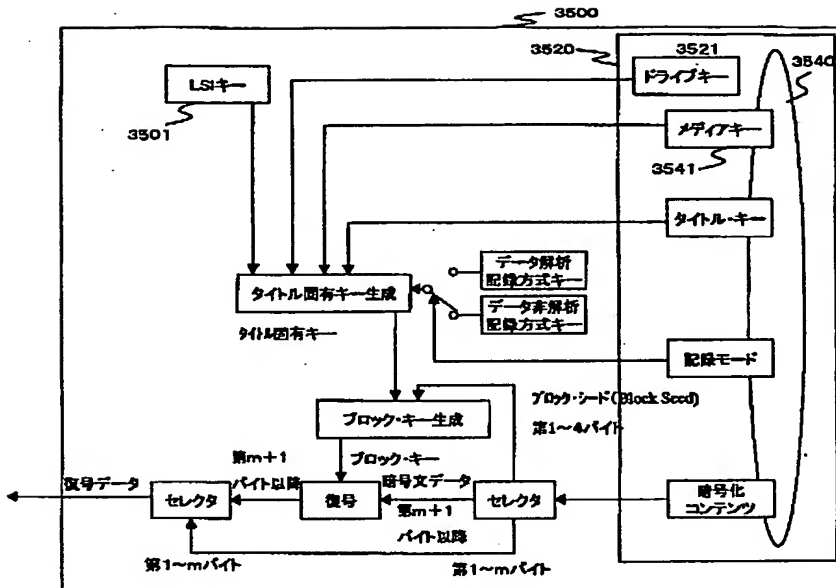 3500
3520
3521
3540
LSIキー
3501
ドライブキー
メディアキー
3541
タイトル・キー
データ解析
記録方式キー
タイトル固有キー生成
データ非解析
記録方式キー
タイトル固有キー
記録モード
ブロック・シード(Block Seed)
第1~4バイト
ブロック・キー生成
ブロック・キー
復号データ
第m+1
バイト以降
暗号文データ
セレクタ
復号
第m+1
バイト以降
セレクタ
暗号化
コンテンツ
第1~mバイト
第1~mバイト